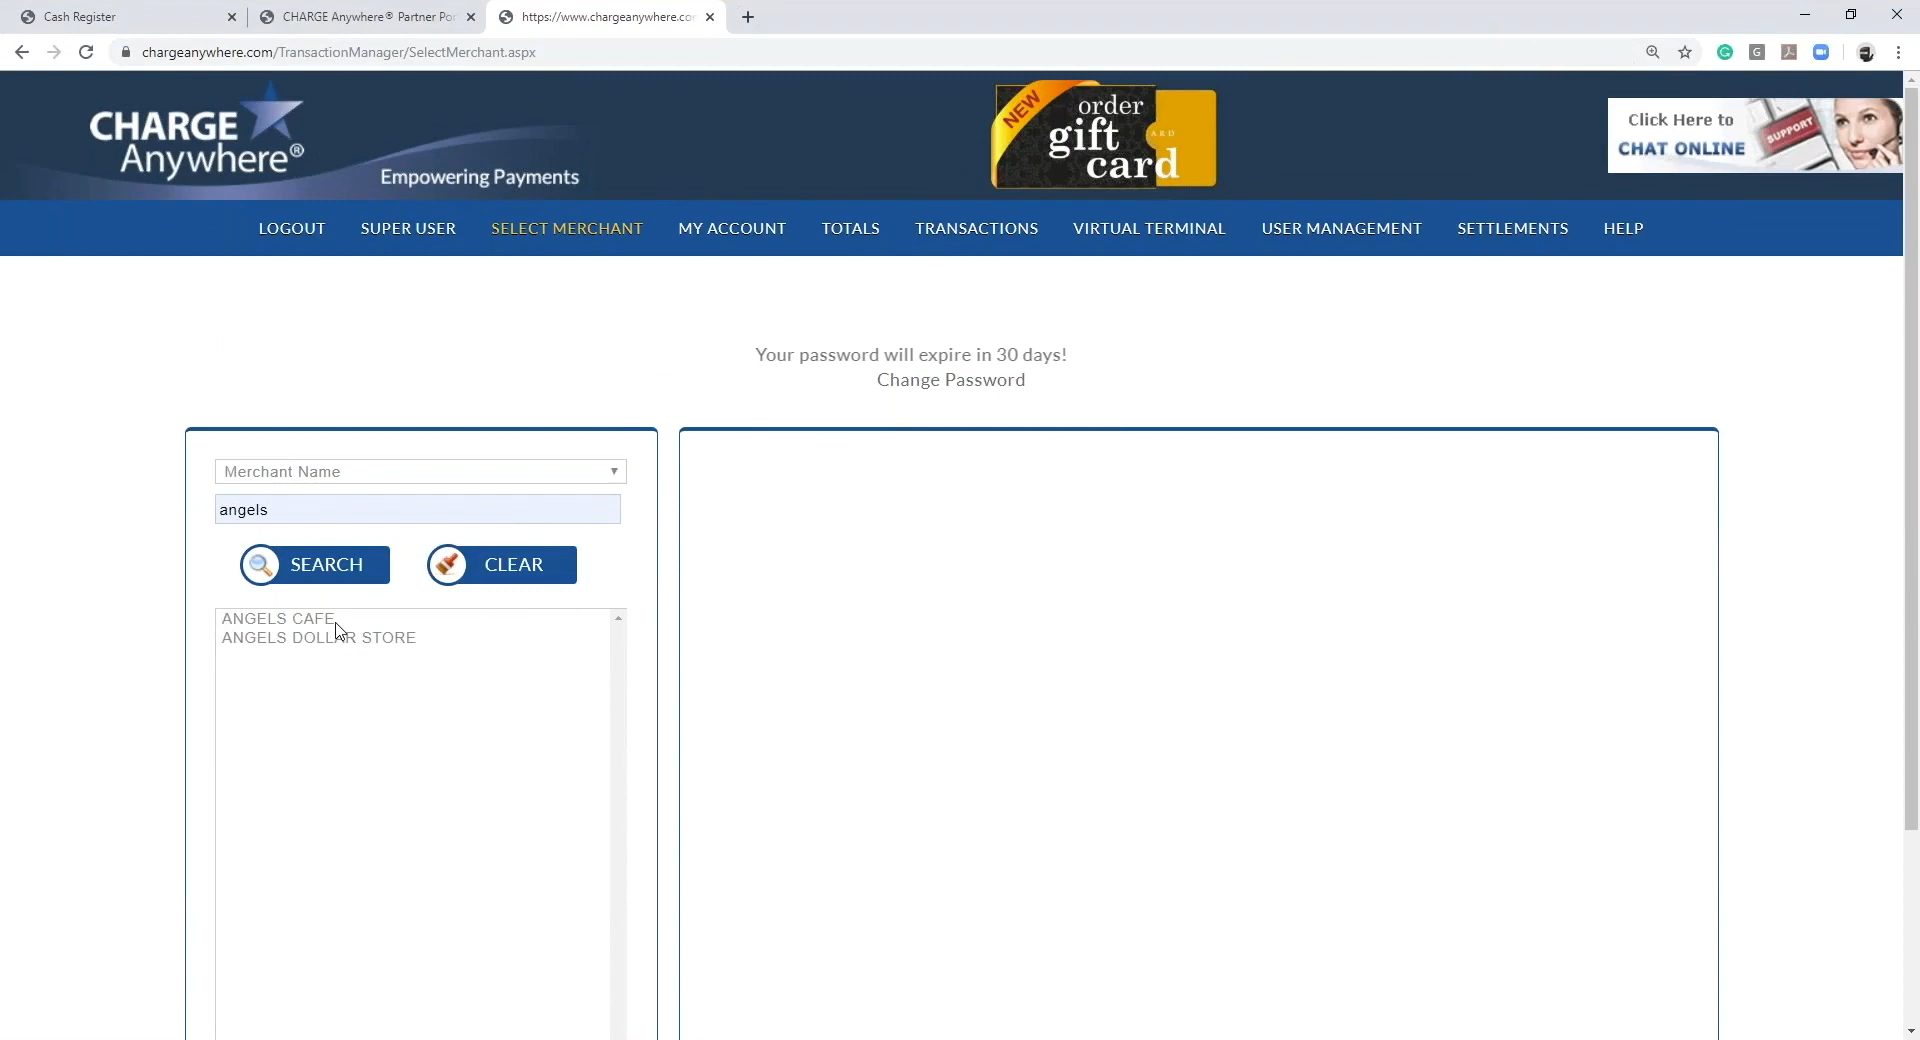 Cash Register
CHARGE Anywhere® Partner Por
https://www.chargeanywhere.co
chargeanywhere.com/TransactionManager/SelectMerchant.aspx
CHARGE
Anywhere®
Empowering Payments
NEW
order
gift
card
ARD
Click Here to
CHAT ONLINE
SUPPORT
LOGOUT SUPER USER SELECT MERCHANT MY ACCOUNT TOTALS TRANSACTIONS VIRTUAL TERMINAL USER MANAGEMENT SETTLEMENTS HELP
Your password will expire in 30 days!
Change Password
Merchant Name
angels
SEARCH CLEAR
ANGELS CAFE
ANGELS DOLLAR STORE